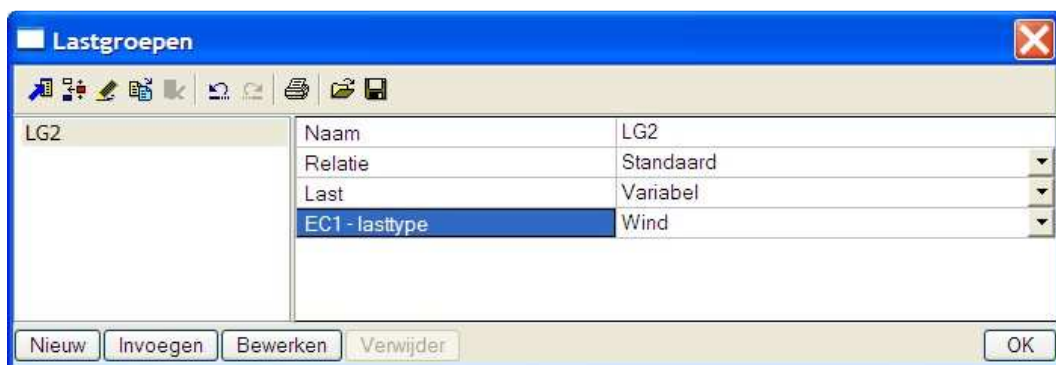 Lastgroepen
LG2
Naam LG2
Relatie Standaard
Last Variabel
EC1 - lasttype Wind
Nieuw Invoegen Bewerken Verwijder OK